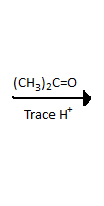 (CH₃)₂C=O
Trace H⁺